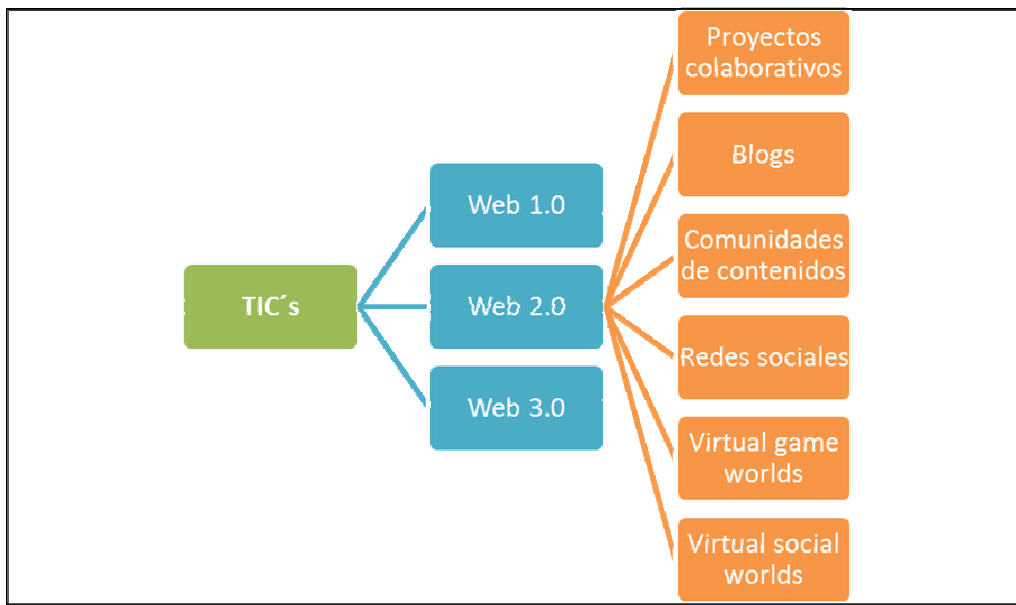 TIC´s
Web 1.0
Web 2.0
Web 3.0
Proyectos
colaborativos
Blogs
Comunidades
de contenidos
Redes sociales
Virtual game
worlds
Virtual social
worlds